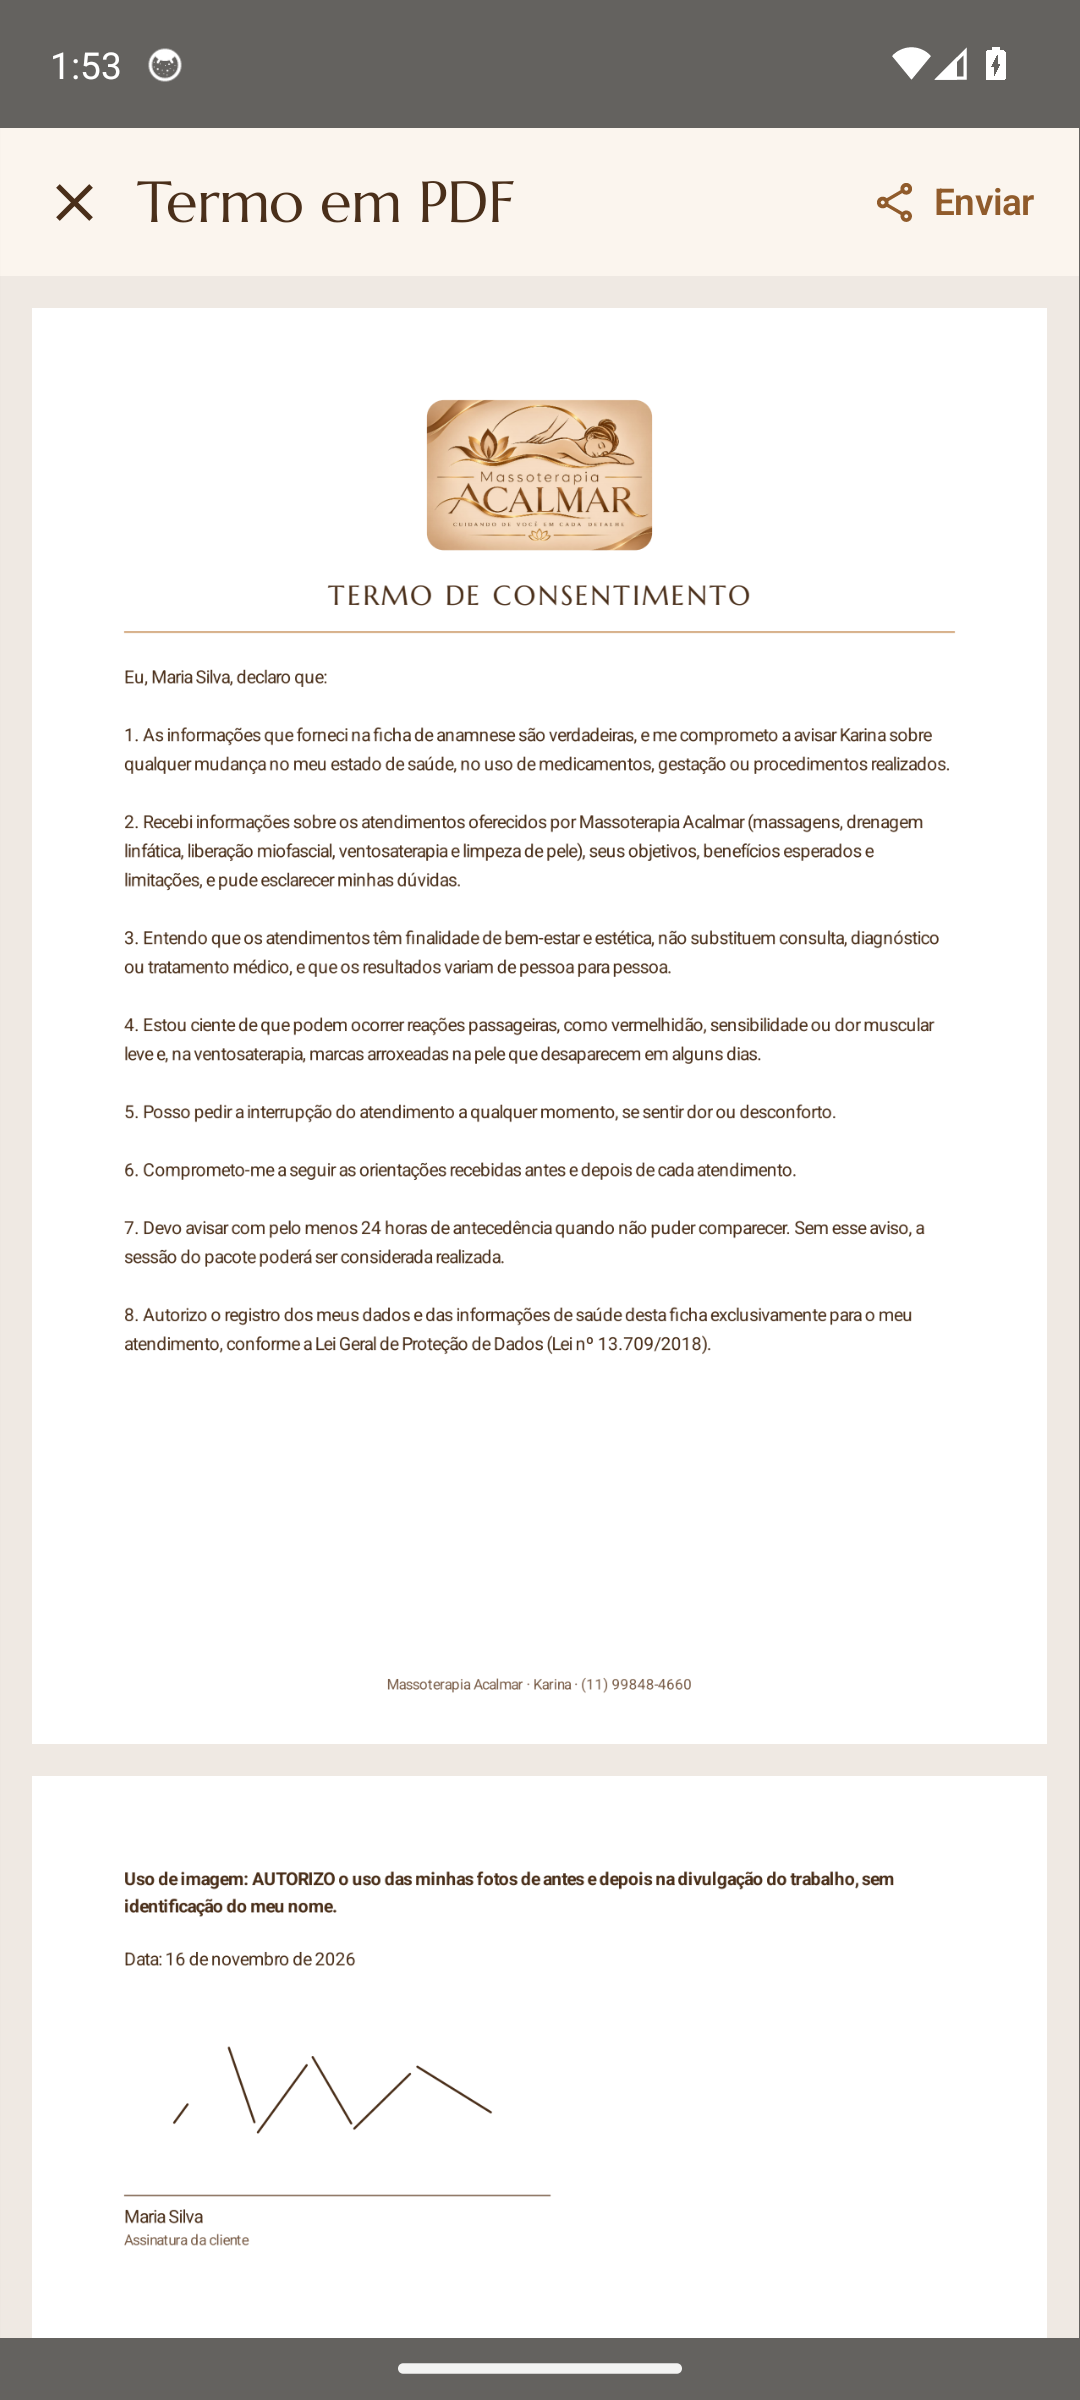 1:53
Termo em PDF
Enviar
Massoterapia
ACALMAR
CUIDANDO DE VOCÊ EM CADA DETALHE
TERMO DE CONSENTIMENTO
Eu, Maria Silva, declaro que:
1. As informações que forneci na ficha de anamnese são verdadeiras, e me comprometo a avisar Karina sobre
qualquer mudança no meu estado de saúde, no uso de medicamentos, gestação ou procedimentos realizados.
2. Recebi informações sobre os atendimentos oferecidos por Massoterapia Acalmar (massagens, drenagem
linfática, liberação miofascial, ventosaterapia e limpeza de pele), seus objetivos, benefícios esperados e
limitações, e pude esclarecer minhas dúvidas.
3. Entendo que os atendimentos têm finalidade de bem-estar e estética, não substituem consulta, diagnóstico
ou tratamento médico, e que os resultados variam de pessoa para pessoa.
4. Estou ciente de que podem ocorrer reações passageiras, como vermelhidão, sensibilidade ou dor muscular
leve e, na ventosaterapia, marcas arroxeadas na pele que desaparecem em alguns dias.
5. Posso pedir a interrupção do atendimento a qualquer momento, se sentir dor ou desconforto.
6. Comprometo-me a seguir as orientações recebidas antes e depois de cada atendimento.
7. Devo avisar com pelo menos 24 horas de antecedência quando não puder comparecer. Sem esse aviso, a
sessão do pacote poderá ser considerada realizada.
8. Autorizo o registro dos meus dados e das informações de saúde desta ficha exclusivamente para o meu
atendimento, conforme a Lei Geral de Proteção de Dados (Lei nº 13.709/2018).
Massoterapia Acalmar · Karina · (11) 99848-4660
Uso de imagem: AUTORIZO o uso das minhas fotos de antes e depois na divulgação do trabalho, sem
identificação do meu nome.
Data: 16 de novembro de 2026
Maria Silva
Assinatura da cliente